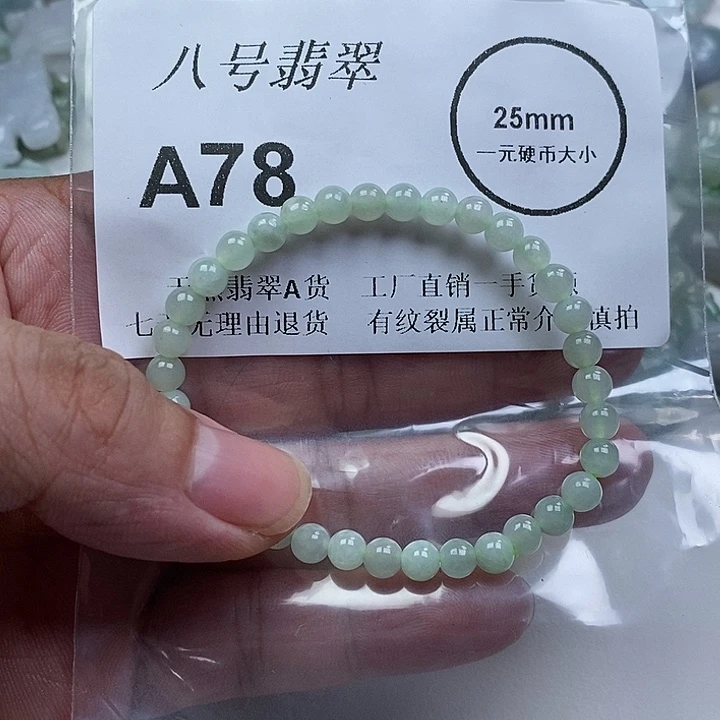 八号翡翠
25mm
一元硬币大小
A78
翡翠A货 工厂直销一手
七 无理由退货 有纹裂属正常介 慎拍